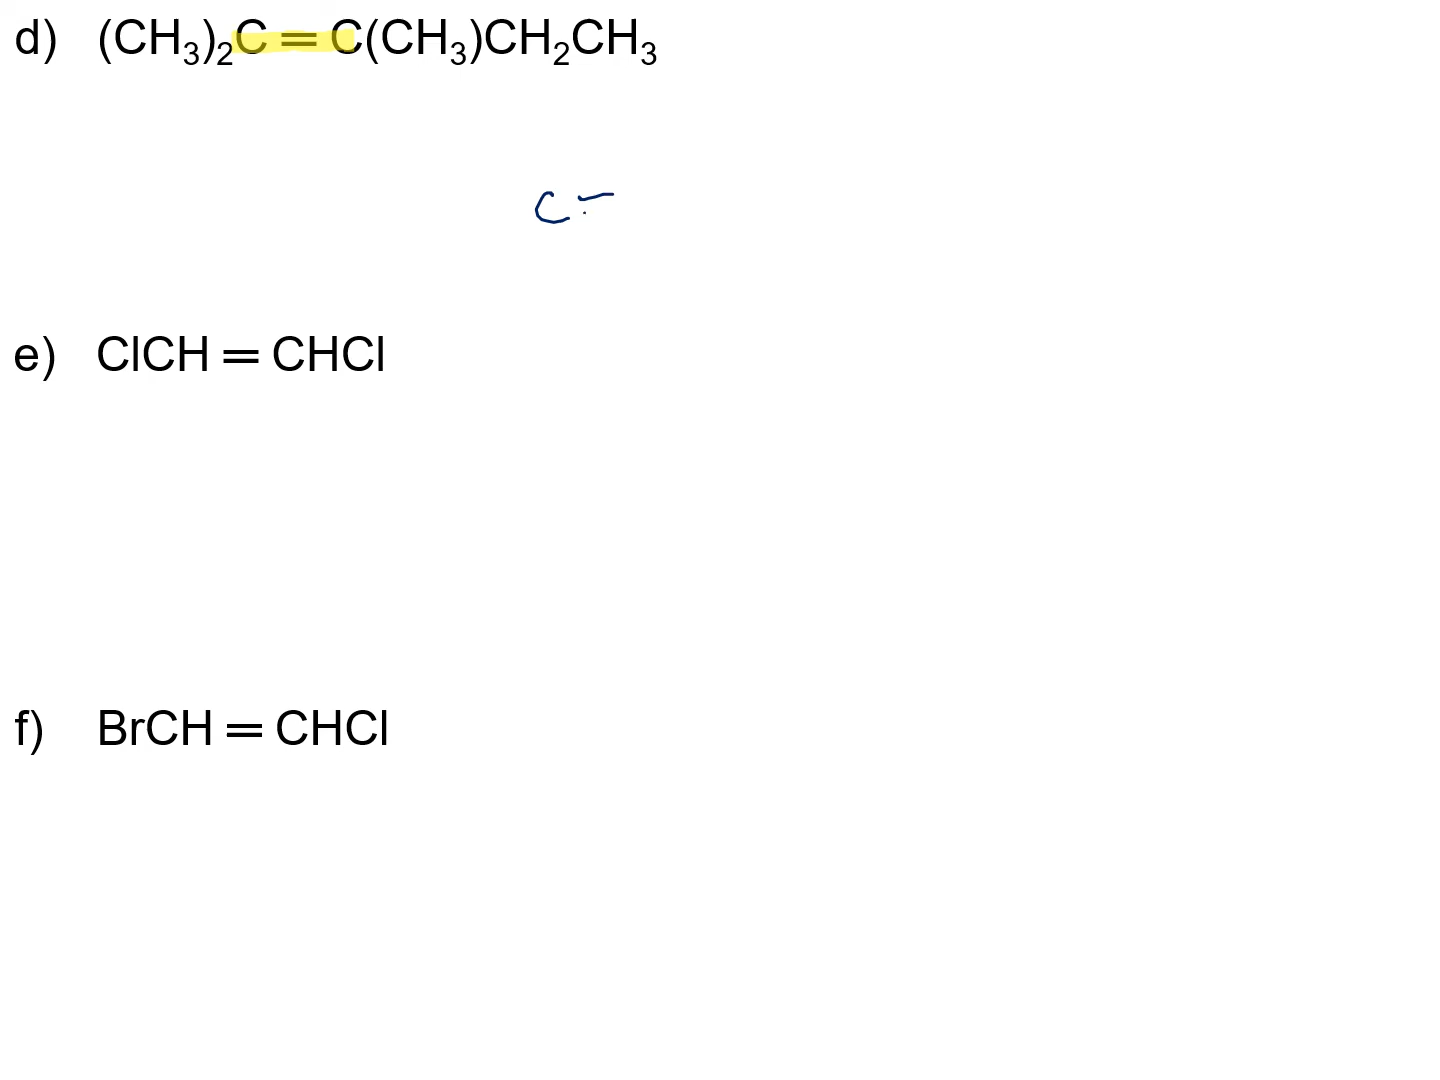 d) (CH₃)₂C = C(CH₃)CH₂CH₃
C =
e) ClCH = CHCl
f) BrCH = CHCl